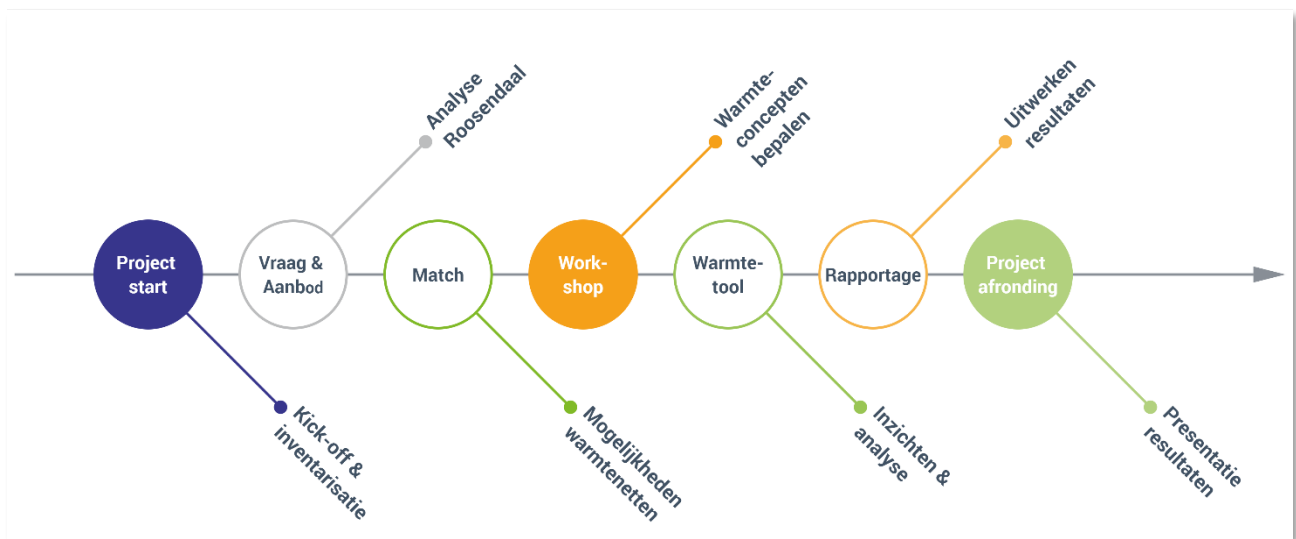 Analyse
Roosendaal
Warmte-
concepten
bepalen
Uitwerken
resultaten
Project
start
Vraag &
Aanbod
Match
Work-
shop
Warmte-
tool
Rapportage
Project
afronding
Kick-off &
inventarisatie
Mogelijkheden
warmtenetten
Inzichten &
analyse
Presentatie
resultaten